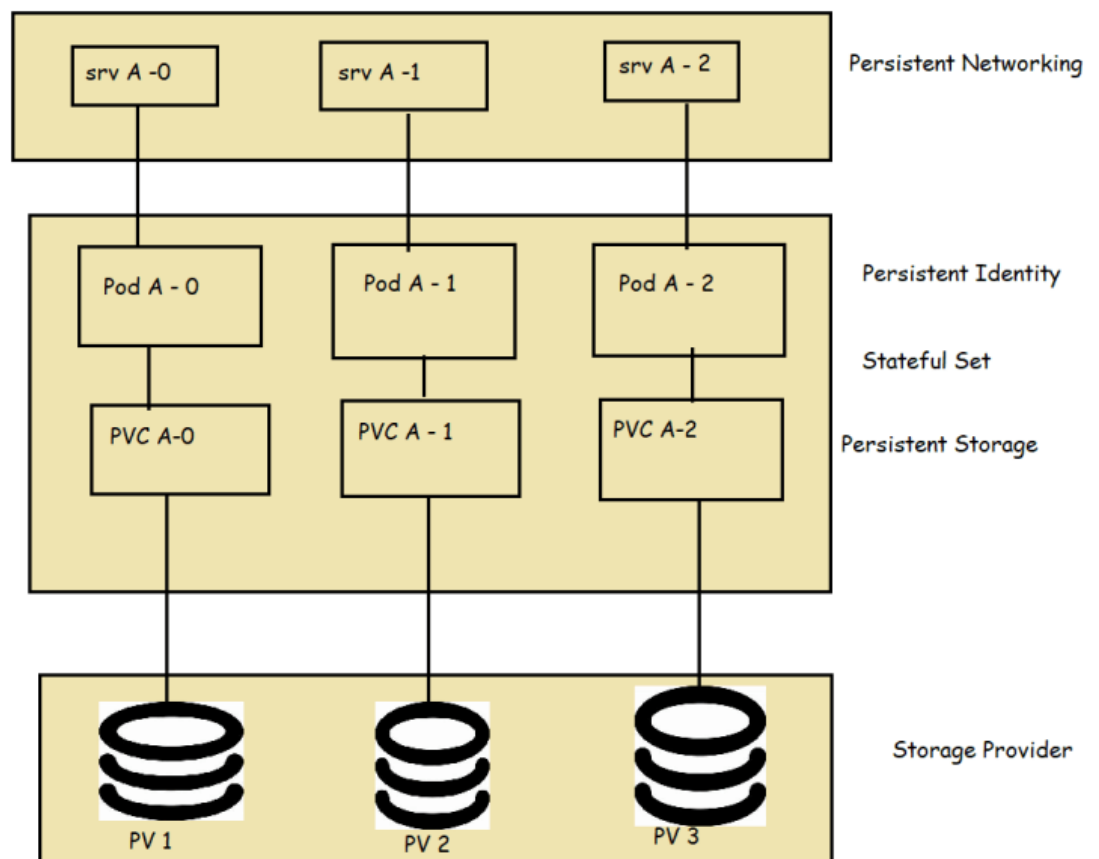 srv A -0
srv A -1
srv A - 2
Persistent Networking
Pod A - 0
Pod A - 1
Pod A - 2
Persistent Identity
Stateful Set
PVC A-0
PVC A - 1
PVC A-2
Persistent Storage
Storage Provider
PV 1
PV 2
PV 3